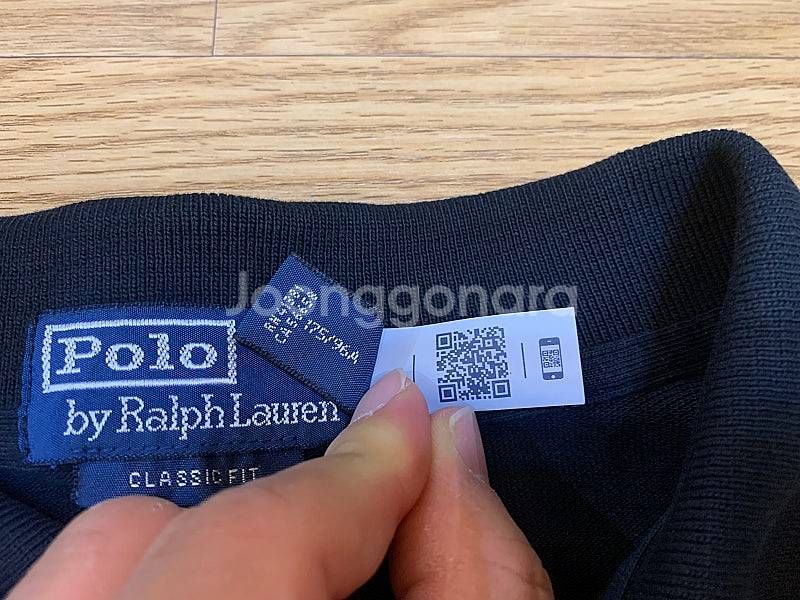 Joonggonara
Polo
by Ralph Lauren
CLASSIC FIT
175/96A